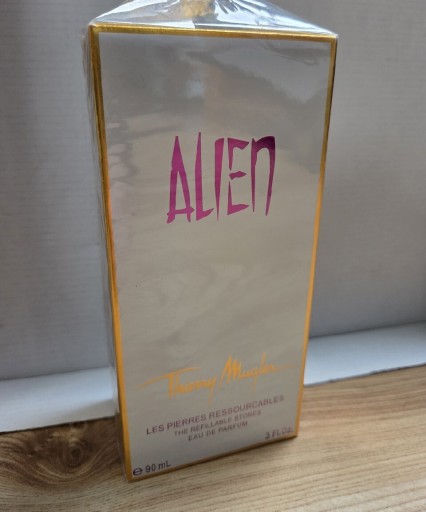 ALIEN
Thierry Mugler
LES PIERRES RESSOURCABLES
THE REFILLABLE STONES
EAU DE PARFUM
℮ 90 mL
3 FL.Oz.